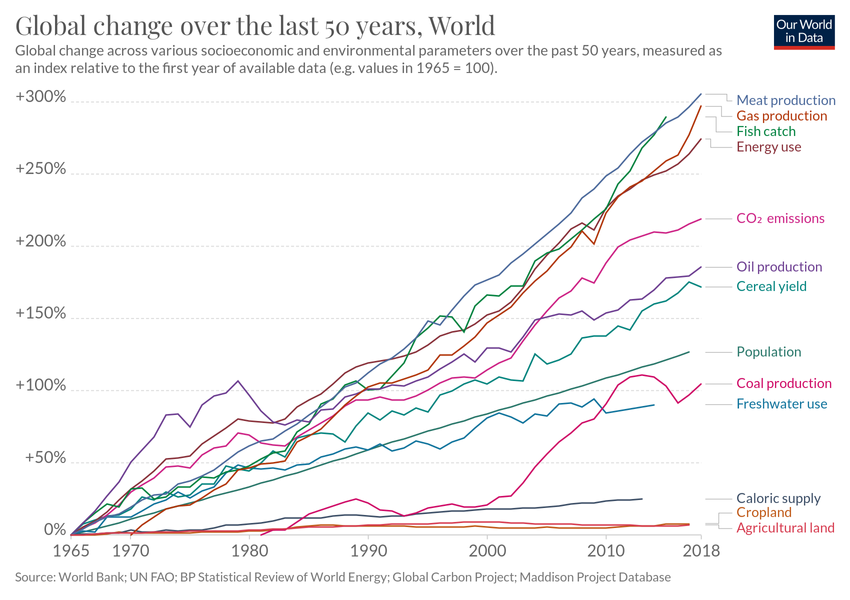 Global change over the last 50 years, World
Our World
in Data
Global change across various socioeconomic and environmental parameters over the past 50 years, measured as
an index relative to the first year of available data (e.g. values in 1965 = 100).
+300%
+250%
+200%
+150%
+100%
+50%
0%
Meat production
Gas production
Fish catch
Energy use
CO₂ emissions
Oil production
Cereal yield
Population
Coal production
Freshwater use
Caloric supply
Cropland
Agricultural land
1965
1970
1980
1990
2000
2010
2018
Source: World Bank; UN FAO; BP Statistical Review of World Energy; Global Carbon Project; Maddison Project Database